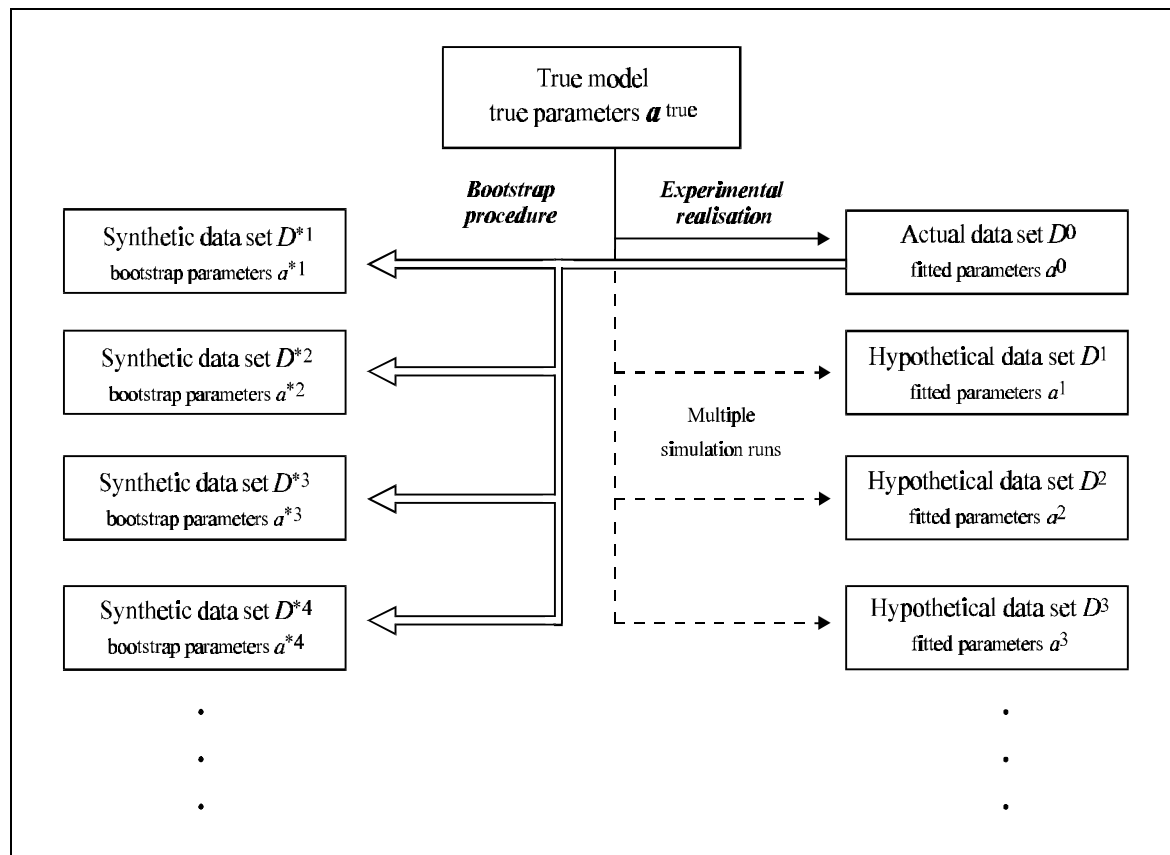 True model
true parameters a true
Bootstrap
procedure
Experimental
realisation
Synthetic data set D*1
bootstrap parameters a*1
Actual data set D0
fitted parameters a0
Synthetic data set D*2
bootstrap parameters a*2
Hypothetical data set D1
fitted parameters a1
Multiple
simulation runs
Synthetic data set D*3
bootstrap parameters a*3
Hypothetical data set D2
fitted parameters a2
Synthetic data set D*4
bootstrap parameters a*4
Hypothetical data set D3
fitted parameters a3